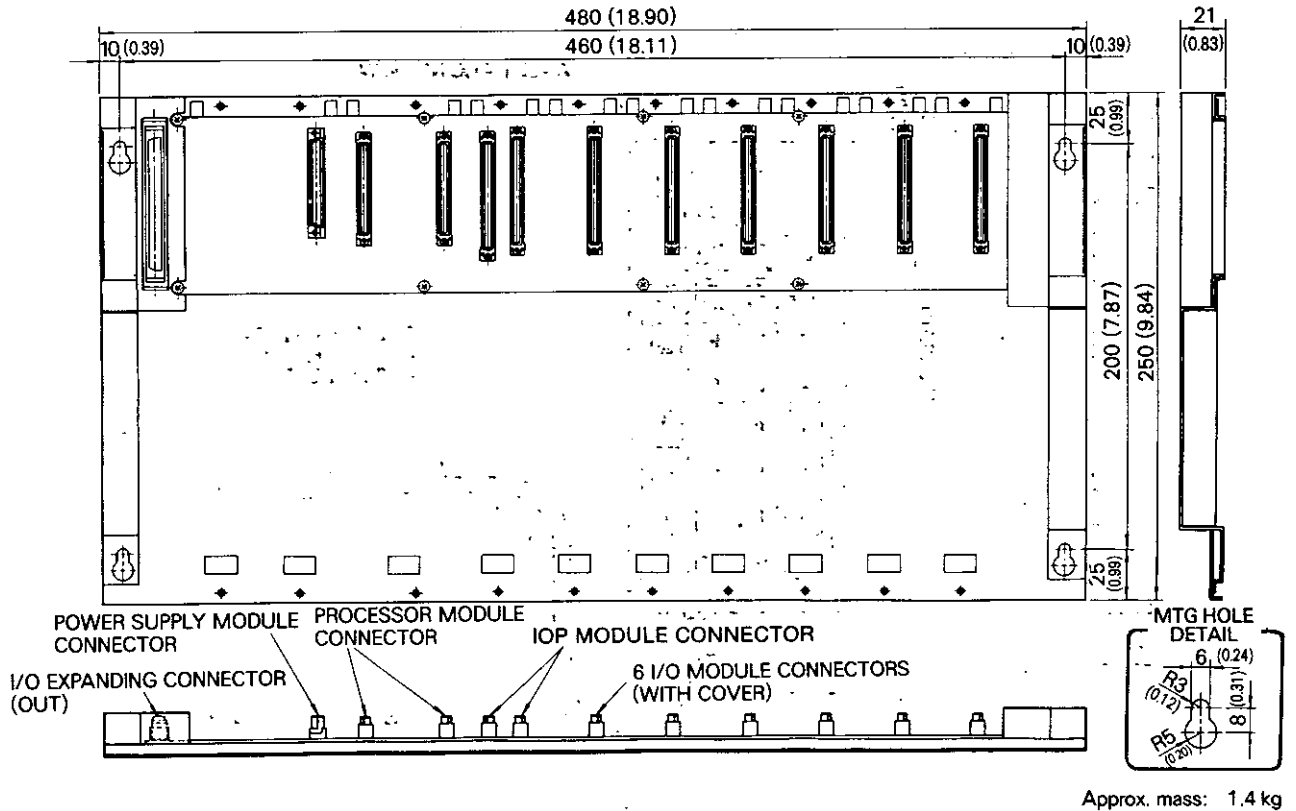 480 (18.90)
460 (18.11)
10 (0.39)
10 (0.39)
21
(0.83)
25
(0.99)
200 (7.87)
250 (9.84)
25
(0.99)
POWER SUPPLY MODULE
CONNECTOR
PROCESSOR MODULE
CONNECTOR
IOP MODULE CONNECTOR
I/O EXPANDING CONNECTOR
(OUT)
6 I/O MODULE CONNECTORS
(WITH COVER)
MTG HOLE
DETAIL
6 (0.24)
R3
(0.12)
8 (0.31)
R5
(0.20)
Approx. mass: 1.4 kg